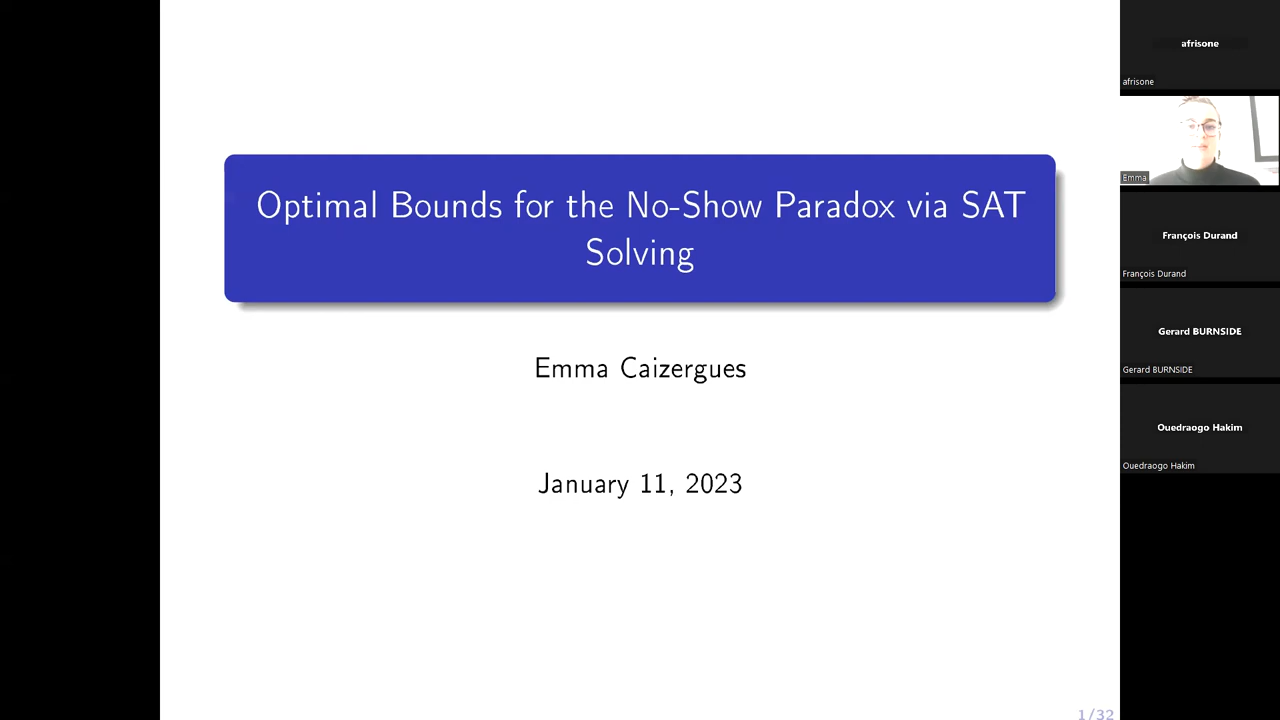 Optimal Bounds for the No-Show Paradox via SAT
Solving
Emma Caizergues
January 11, 2023
1/32
afrisone
afrisone
Emma
François Durand
François Durand
Gerard BURNSIDE
Gerard BURNSIDE
Ouedraogo Hakim
Ouedraogo Hakim